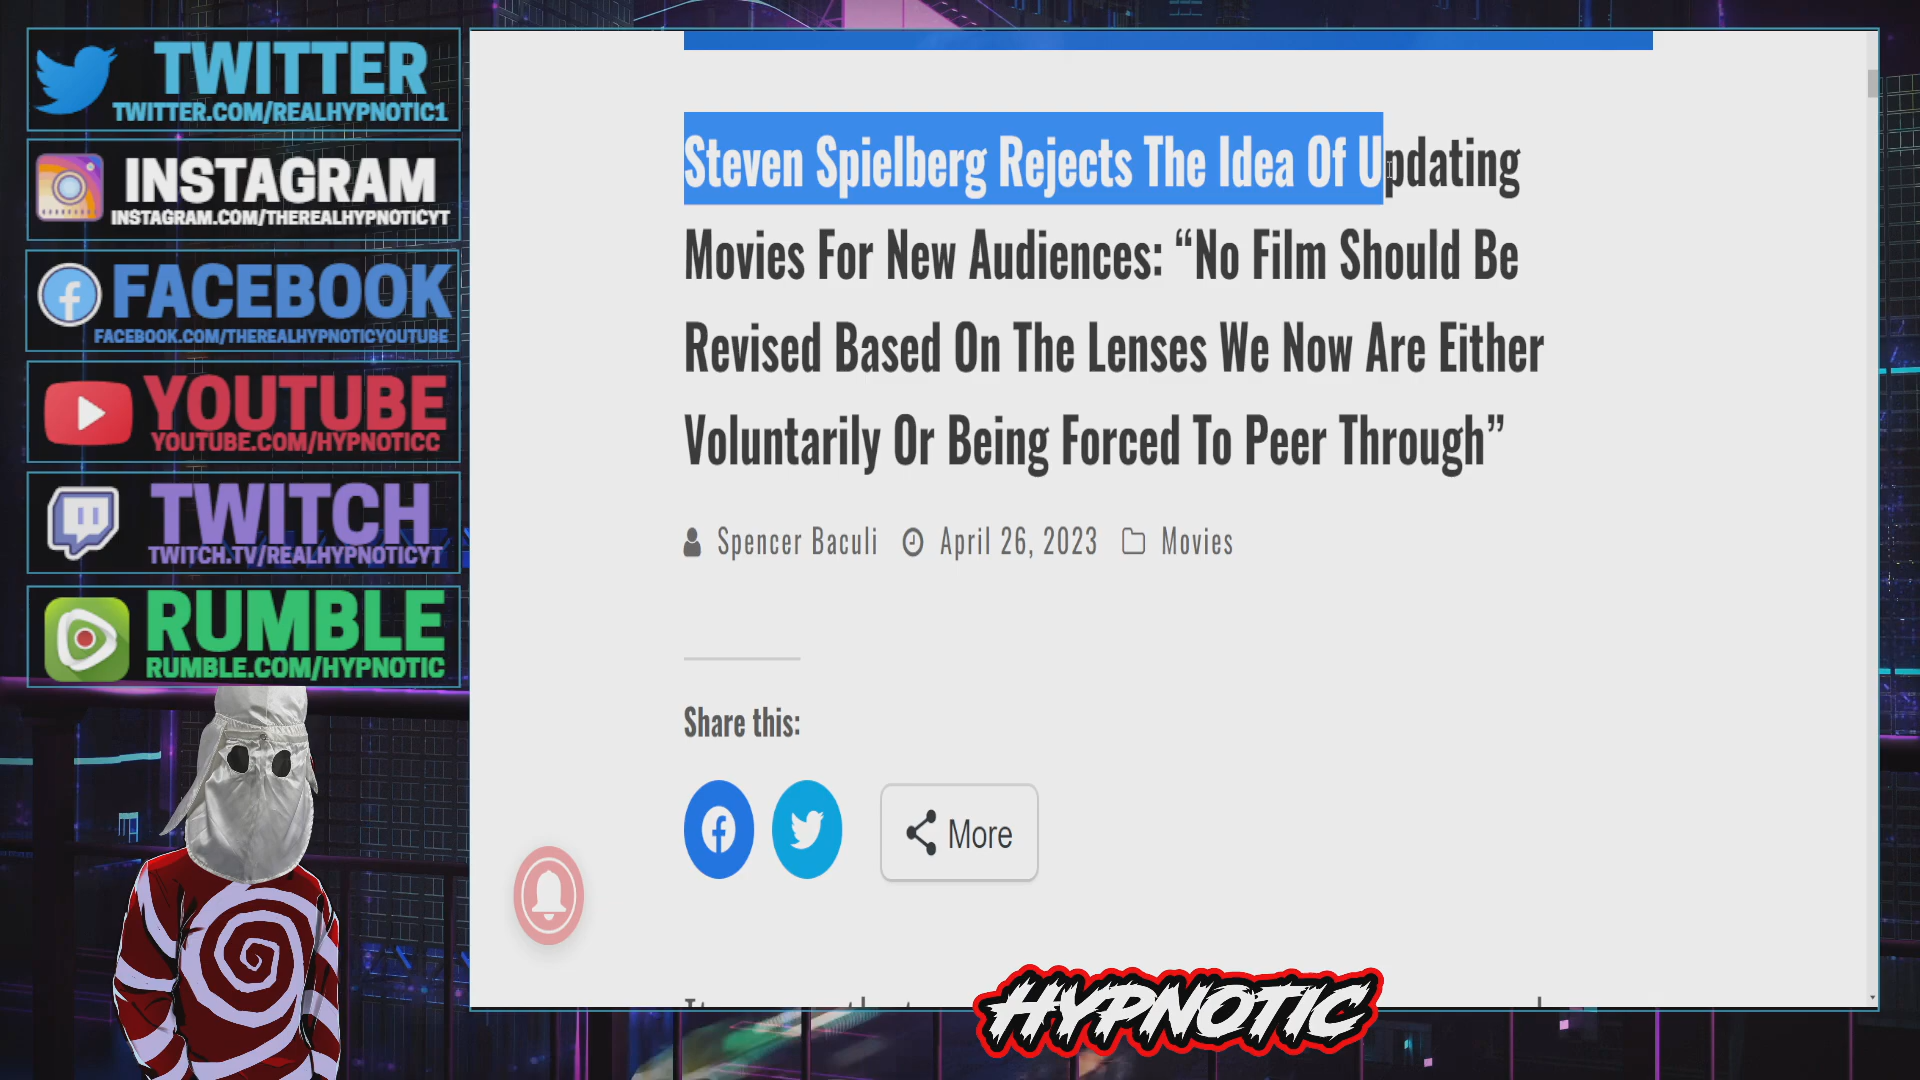 TWITTER
TWITTER.COM/REALHYPNOTIC1
INSTAGRAM
INSTAGRAM.COM/THEREALHYPNOTICYT
FACEBOOK
FACEBOOK.COM/THEREALHYPNOTICYOUTUBE
YOUTUBE
YOUTUBE.COM/HYPNOTICC
TWITCH
TWITCH.TV/REALHYPNOTICYT
RUMBLE
RUMBLE.COM/HYPNOTIC
Steven Spielberg Rejects The Idea Of Updating
Movies For New Audiences: “No Film Should Be
Revised Based On The Lenses We Now Are Either
Voluntarily Or Being Forced To Peer Through”
Spencer Baculi April 26, 2023 Movies
Share this:
More
HYPNOTIC